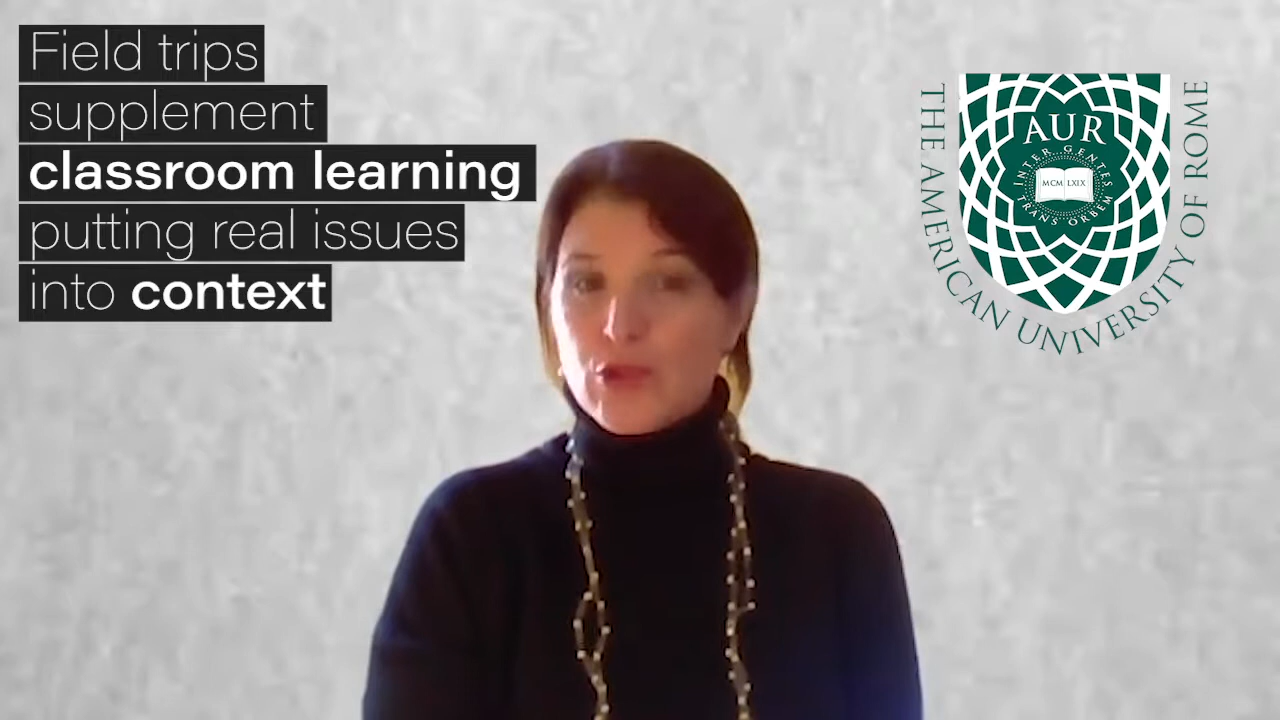 Field trips
supplement
classroom learning
putting real issues
into context
AUR
INTER GENTES
MCM LXIX
TRANS ORBEM
THE AMERICAN UNIVERSITY OF ROME